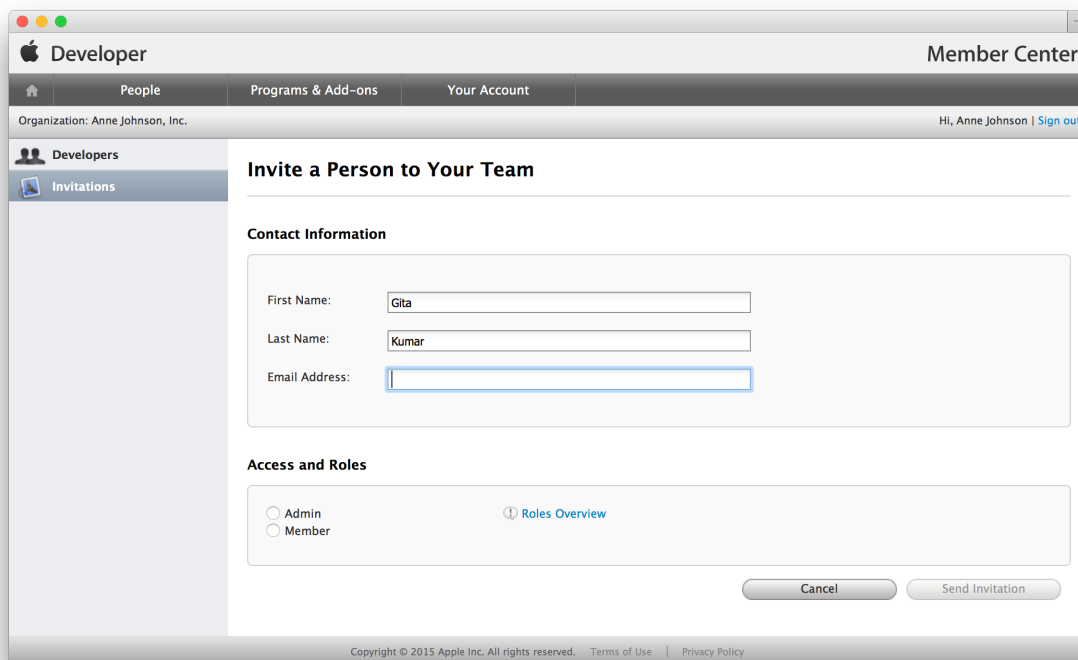 Developer
Member Center
People
Programs & Add-ons
Your Account
Organization: Anne Johnson, Inc.
Hi, Anne Johnson | Sign out
Developers
Invitations
Invite a Person to Your Team
Contact Information
First Name:
Gita
Last Name:
Kumar
Email Address:
Access and Roles
Admin
Roles Overview
Member
Cancel
Send Invitation
Copyright © 2015 Apple Inc. All rights reserved. Terms of Use | Privacy Policy